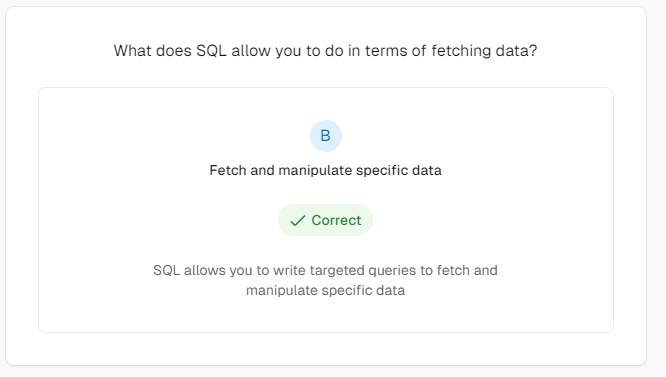 What does SQL allow you to do in terms of fetching data?
B
Fetch and manipulate specific data
Correct
SQL allows you to write targeted queries to fetch and
manipulate specific data